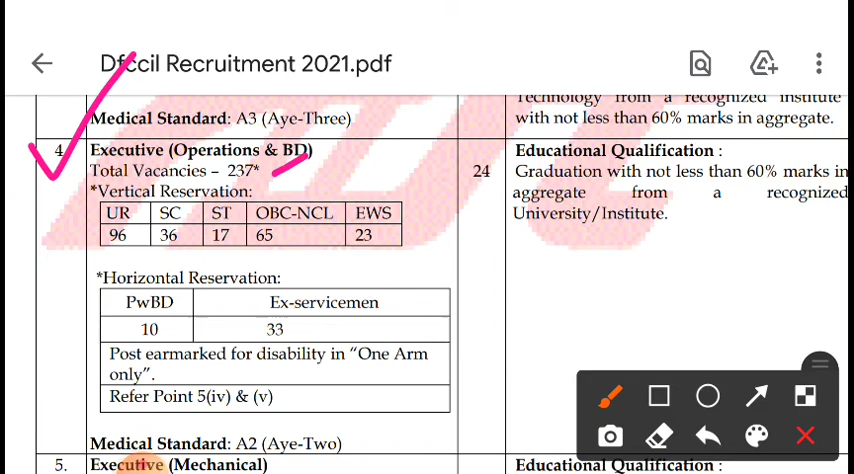 Dfccil Recruitment 2021.pdf
Technology from a recognized institute
Medical Standard: A3 (Aye-Three)
with not less than 60% marks in aggregate.
4
Executive (Operations & BD)
Total Vacancies – 237*
*Vertical Reservation:
UR SC ST OBC-NCL EWS
96 36 17 65 23
*Horizontal Reservation:
PwBD Ex-servicemen
10 33
Post earmarked for disability in “One Arm
only”.
Refer Point 5(iv) & (v)
Medical Standard: A2 (Aye-Two)
24
Educational Qualification :
Graduation with not less than 60% marks in
aggregate from a recognized
University/Institute.
5. Executive (Mechanical)
Educational Qualification :